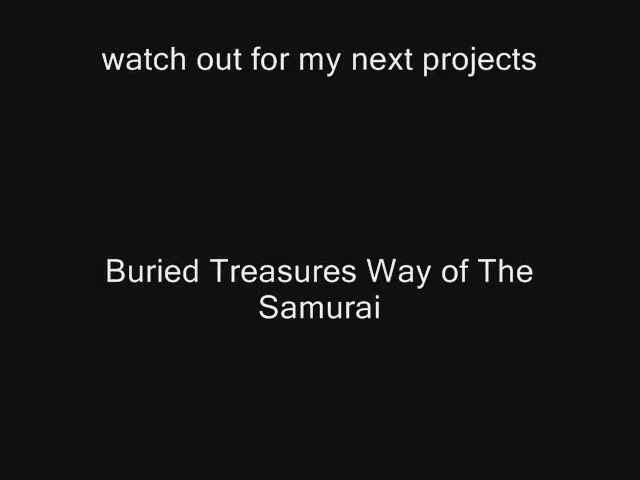 watch out for my next projects
Buried Treasures Way of The
Samurai